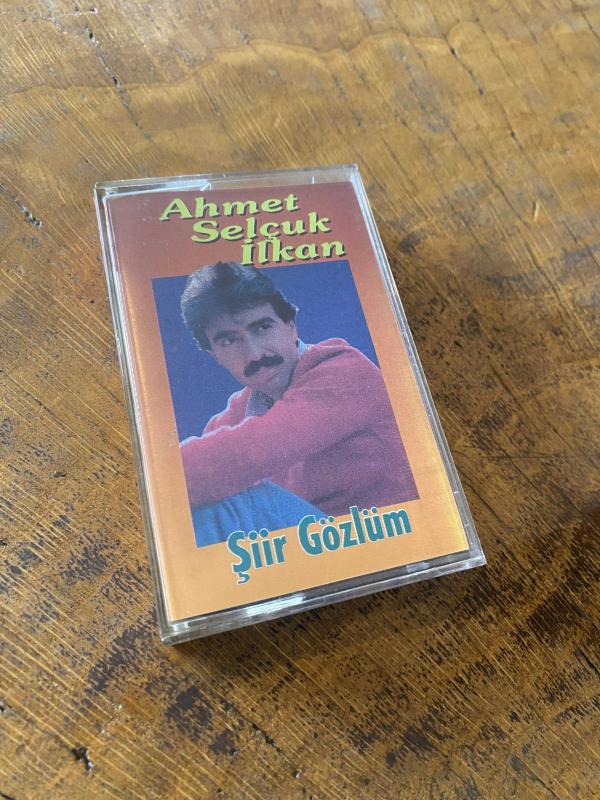 Ahmet
Selçuk
İlkan
Şiir Gözlüm